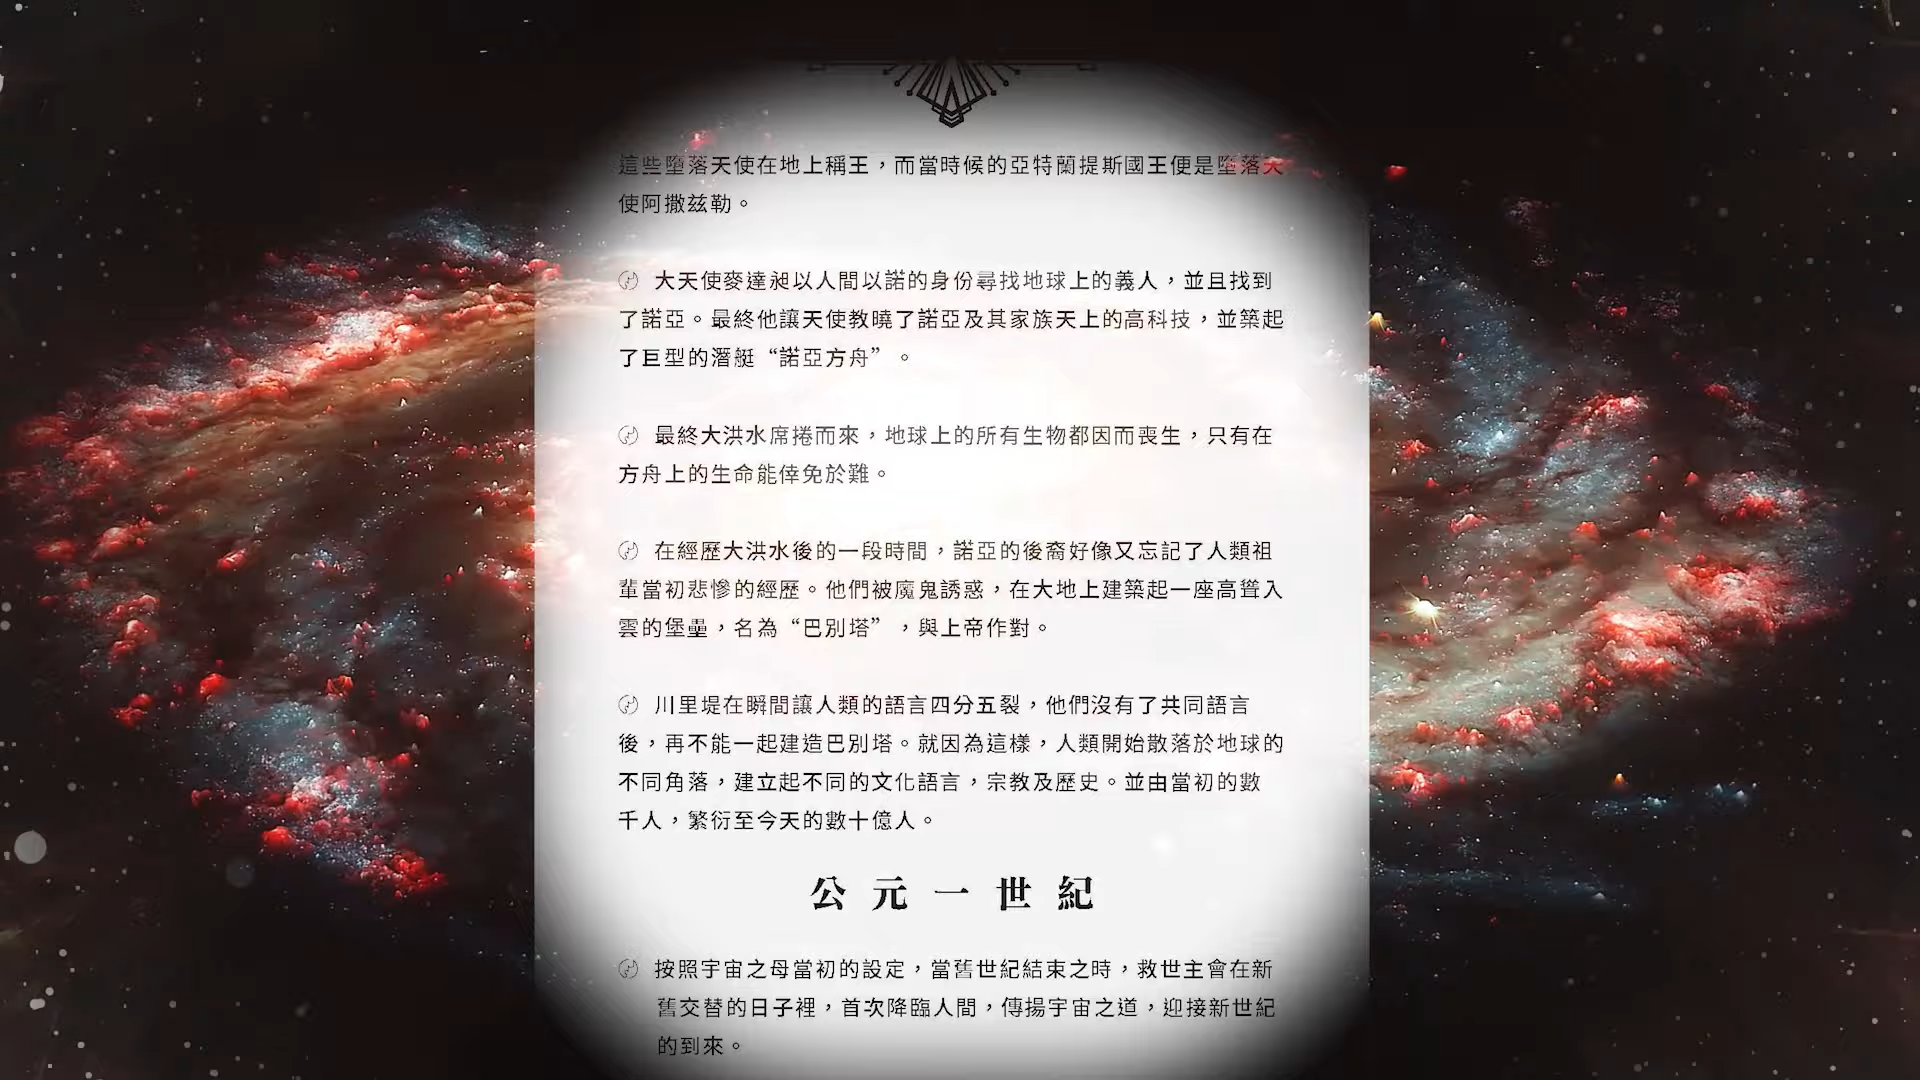 這些墮落天使在地上稱王，而當時候的亞特蘭提斯國王便是墮落天
使阿撒兹勒。
大天使麥達昶以人間以諾的身份尋找地球上的義人，並且找到
了諾亞。最終他讓天使教曉了諾亞及其家族天上的高科技，並築起
了巨型的潛艇“諾亞方舟”。
最終大洪水席捲而來，地球上的所有生物都因而喪生，只有在
方舟上的生命能倖免於難。
在經歷大洪水後的一段時間，諾亞的後裔好像又忘記了人類祖
輩當初悲慘的經歷。他們被魔鬼誘惑，在大地上建築起一座高聳入
雲的堡壘，名為“巴別塔”，與上帝作對。
川里堤在瞬間讓人類的語言四分五裂，他們沒有了共同語言
後，再不能一起建造巴別塔。就因為這樣，人類開始散落於地球的
不同角落，建立起不同的文化語言，宗教及歷史。並由當初的數
千人，繁衍至今天的數十億人。
公元一世紀
按照宇宙之母當初的設定，當舊世紀結束之時，救世主會在新
舊交替的日子裡，首次降臨人間，傳揚宇宙之道，迎接新世紀
的到來。